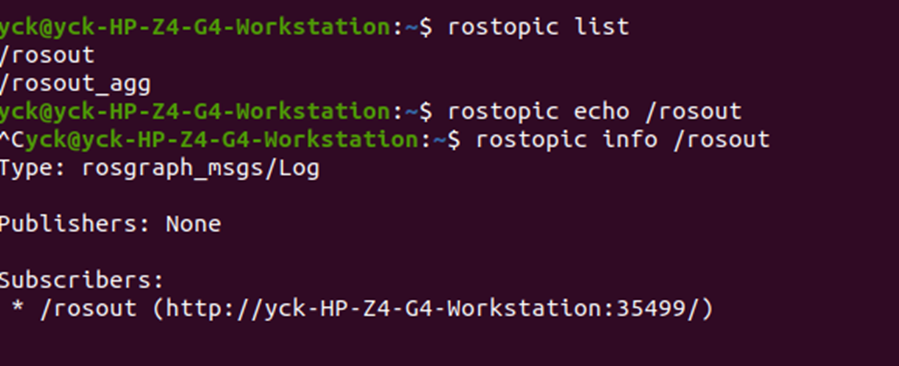 yck@yck-HP-Z4-G4-Workstation:~$ rostopic list
/rosout
/rosout_agg
yck@yck-HP-Z4-G4-Workstation:~$ rostopic echo /rosout
^Cyck@yck-HP-Z4-G4-Workstation:~$ rostopic info /rosout
Type: rosgraph_msgs/Log
Publishers: None
Subscribers:
* /rosout (http://yck-HP-Z4-G4-Workstation:35499/)